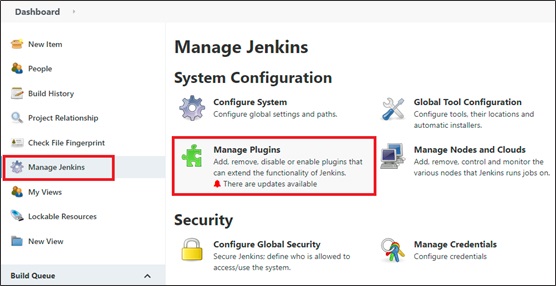 Dashboard
New Item
People
Build History
Project Relationship
Check File Fingerprint
Manage Jenkins
My Views
Lockable Resources
New View
Build Queue
Manage Jenkins
System Configuration
Configure System
Configure global settings and paths.
Global Tool Configuration
Configure tools, their locations and
automatic installers.
Manage Plugins
Add, remove, disable or enable plugins that
can extend the functionality of Jenkins.
There are updates available
Manage Nodes and Clouds
Add, remove, control and monitor the
various nodes that Jenkins runs jobs on.
Security
Configure Global Security
Secure Jenkins; define who is allowed to
access/use the system.
Manage Credentials
Configure credentials